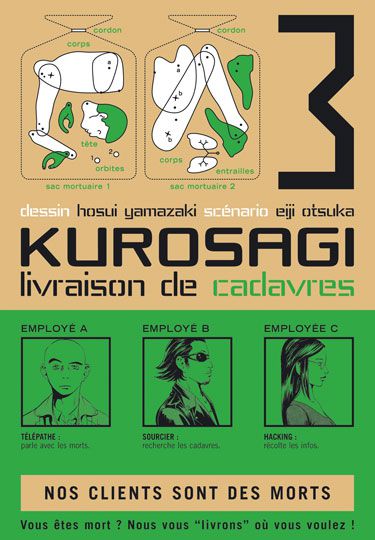 cordon
cordon
corps
a
a
b
b
tête
1
2
orbites
corps
entrailles
sac mortuaire 1
sac mortuaire 2
3
dessin hosui yamazaki scénario eiji otsuka
KUROSAGI
livraison de cadavres
EMPLOYÉ A
EMPLOYÉ B
EMPLOYÉE C
TÉLÉPATHE :
parle avec les morts.
SOURCIER :
recherche les cadavres.
HACKING :
récolte les infos.
NOS CLIENTS SONT DES MORTS
Vous êtes mort ? Nous vous “livrons” où vous voulez !